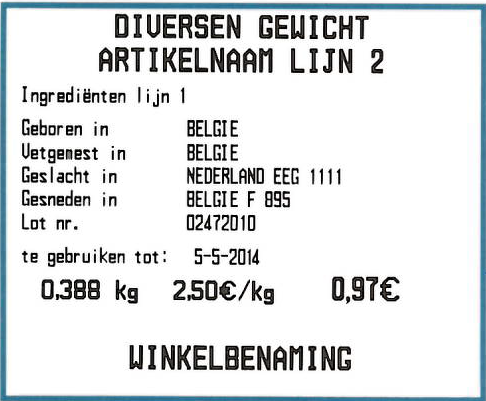 DIVERSEN GEWICHT
ARTIKELNAAM LIJN 2
Ingrediënten lijn 1
Geboren in BELGIE
Vetgemest in BELGIE
Geslacht in NEDERLAND EEG 1111
Gesneden in BELGIE F 895
Lot nr. 02472010
te gebruiken tot: 5-5-2014
0,388 kg 2,50€/kg 0,97€
WINKELBENAMING